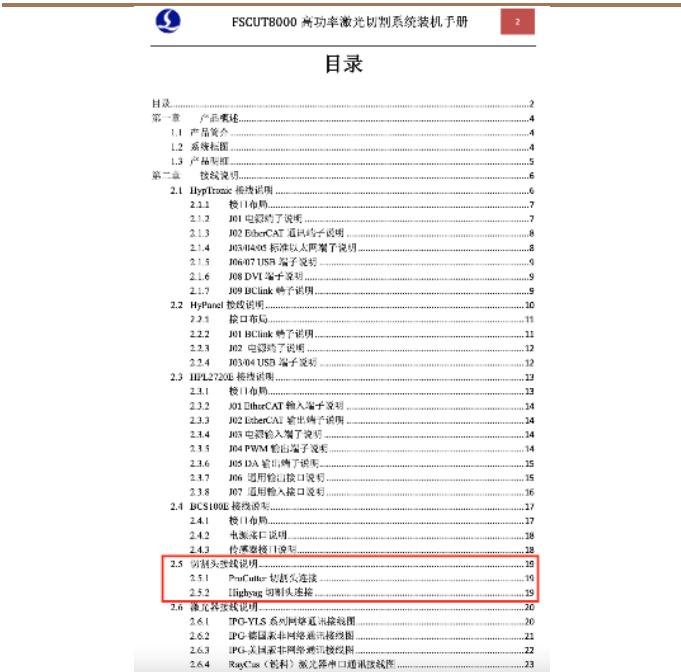 FSCUT8000 高功率激光切割系统装机手册 2
目录
目录 2
第一章 产品概述 4
1.1 产品简介 4
1.2 系统框图 4
1.3 产品明细 5
第二章 接线说明 6
2.1 HypTronic 接线说明 6
2.1.1 接口布局 7
2.1.2 J01 电源端子说明 7
2.1.3 J02 EtherCAT 通讯端子说明 8
2.1.4 J03/04/05 标准以太网端子说明 8
2.1.5 J06/07 USB 端子说明 9
2.1.6 J08 DVI 端子说明 9
2.1.7 J09 BClink 端子说明 9
2.2 HyPanel 接线说明 10
2.2.1 接口布局 11
2.2.2 J01 BClink 端子说明 11
2.2.3 J02 电源端子说明 12
2.2.4 J03/04 USB 端子说明 12
2.3 HPL2720E 接线说明 13
2.3.1 接口布局 13
2.3.2 J01 EtherCAT 输入端子说明 14
2.3.3 J02 EtherCAT 输出端子说明 14
2.3.4 J03 电源输入端子说明 14
2.3.5 J04 PWM 输出端子说明 14
2.3.6 J05 DA 输出端子说明 15
2.3.7 J06 通用输出接口说明 15
2.3.8 J07 通用输入接口说明 16
2.4 BCS100E 接线说明 17
2.4.1 接口布局 17
2.4.2 电源接口说明 18
2.4.3 传感器接口说明 18
2.5 切割头接线说明 19
2.5.1 ProCutter 切割头连接 19
2.5.2 Highyag 切割头连接 19
2.6 激光器接线说明 20
2.6.1 IPG-YLS 系列网络通讯接线图 20
2.6.2 IPG-德国版非网络通讯接线图 21
2.6.3 IPG-美国版非网络通讯接线图 22
2.6.4 RayCus（锐科）激光器串口通讯接线图 23